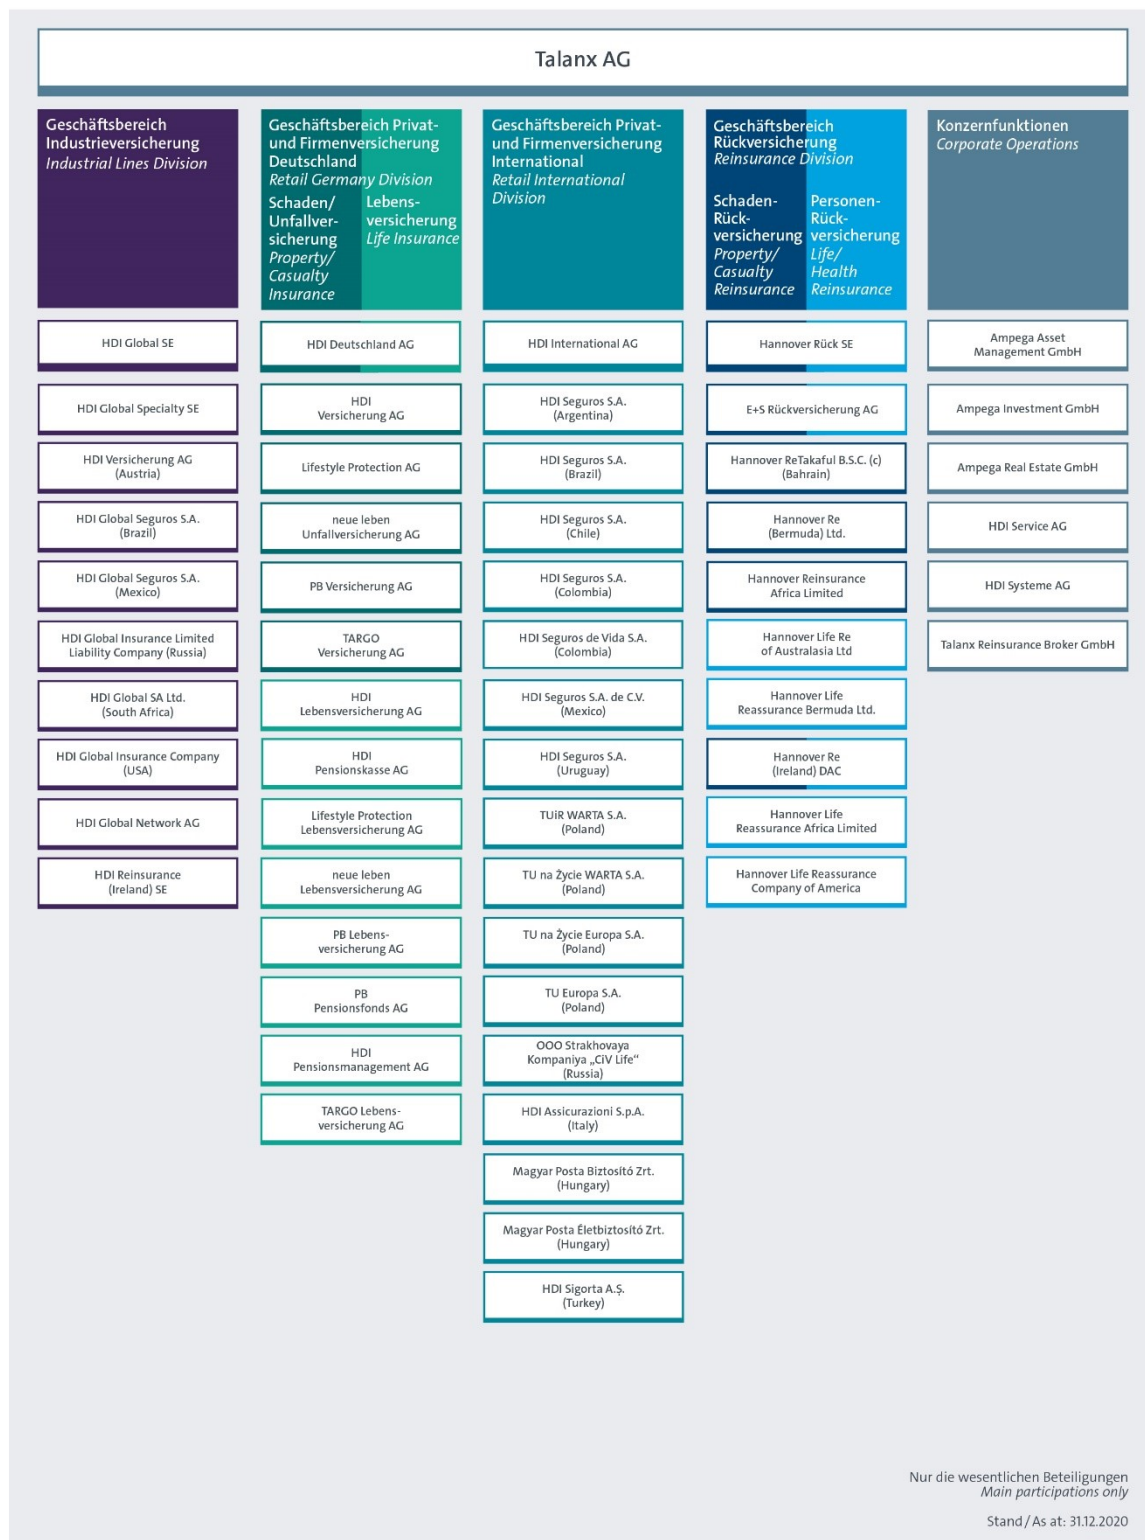 Talanx AG
Geschäftsbereich
Industrieversicherung
Industrial Lines Division
HDI Global SE
HDI Global Specialty SE
HDI Versicherung AG
(Austria)
HDI Global Seguros S.A.
(Brazil)
HDI Global Seguros S.A.
(Mexico)
HDI Global Insurance Limited
Liability Company (Russia)
HDI Global SA Ltd.
(South Africa)
HDI Global Insurance Company
(USA)
HDI Global Network AG
HDI Reinsurance
(Ireland) SE
Geschäftsbereich Privat-
und Firmenversicherung
Deutschland
Retail Germany Division
Schaden/
Unfallver-
sicherung
Property/
Casualty
Insurance
Lebens-
versicherung
Life Insurance
HDI Deutschland AG
HDI
Versicherung AG
Lifestyle Protection AG
neue leben
Unfallversicherung AG
PB Versicherung AG
TARGO
Versicherung AG
HDI
Lebensversicherung AG
HDI
Pensionskasse AG
Lifestyle Protection
Lebensversicherung AG
neue leben
Lebensversicherung AG
PB Lebens-
versicherung AG
PB
Pensionsfonds AG
HDI
Pensionsmanagement AG
TARGO Lebens-
versicherung AG
Geschäftsbereich Privat-
und Firmenversicherung
International
Retail International
Division
HDI International AG
HDI Seguros S.A.
(Argentina)
HDI Seguros S.A.
(Brazil)
HDI Seguros S.A.
(Chile)
HDI Seguros S.A.
(Colombia)
HDI Seguros de Vida S.A.
(Colombia)
HDI Seguros S.A. de C.V.
(Mexico)
HDI Seguros S.A.
(Uruguay)
TUiR WARTA S.A.
(Poland)
TU na Życie WARTA S.A.
(Poland)
TU na Życie Europa S.A.
(Poland)
TU Europa S.A.
(Poland)
OOO Strakhovaya
Kompaniya „CiV Life“
(Russia)
HDI Assicurazioni S.p.A.
(Italy)
Magyar Posta Biztosító Zrt.
(Hungary)
Magyar Posta Életbiztosító Zrt.
(Hungary)
HDI Sigorta A.Ş.
(Turkey)
Geschäftsbereich
Rückversicherung
Reinsurance Division
Schaden-
Rück-
versicherung
Property/
Casualty
Reinsurance
Personen-
Rück-
versicherung
Life/
Health
Reinsurance
Hannover Rück SE
E+S Rückversicherung AG
Hannover ReTakaful B.S.C. (c)
(Bahrain)
Hannover Re
(Bermuda) Ltd.
Hannover Reinsurance
Africa Limited
Hannover Life Re
of Australasia Ltd
Hannover Life
Reassurance Bermuda Ltd.
Hannover Re
(Ireland) DAC
Hannover Life
Reassurance Africa Limited
Hannover Life Reassurance
Company of America
Konzernfunktionen
Corporate Operations
Ampega Asset
Management GmbH
Ampega Investment GmbH
Ampega Real Estate GmbH
HDI Service AG
HDI Systeme AG
Talanx Reinsurance Broker GmbH
Nur die wesentlichen Beteiligungen
Main participations only
Stand / As at: 31.12.2020